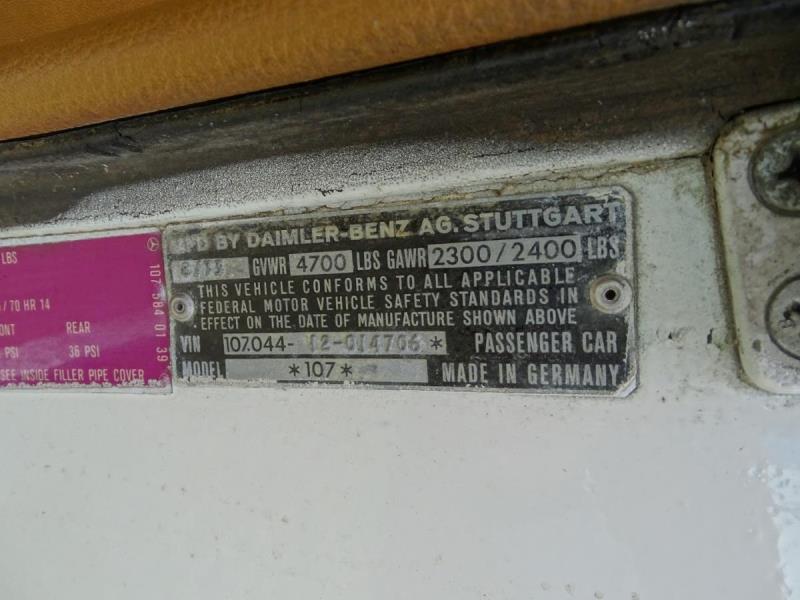 LBS
/ 70 HR 14
ONT REAR
PSI 36 PSI
SEE INSIDE FILLER PIPE COVER
107 584 01 39
MFD BY DAIMLER-BENZ AG. STUTTGART
GVWR 4700 LBS GAWR 2300/2400 LBS
THIS VEHICLE CONFORMS TO ALL APPLICABLE
FEDERAL MOTOR VEHICLE SAFETY STANDARDS IN
EFFECT ON THE DATE OF MANUFACTURE SHOWN ABOVE
VIN 107.044-12-014706* PASSENGER CAR
MODEL *107* MADE IN GERMANY